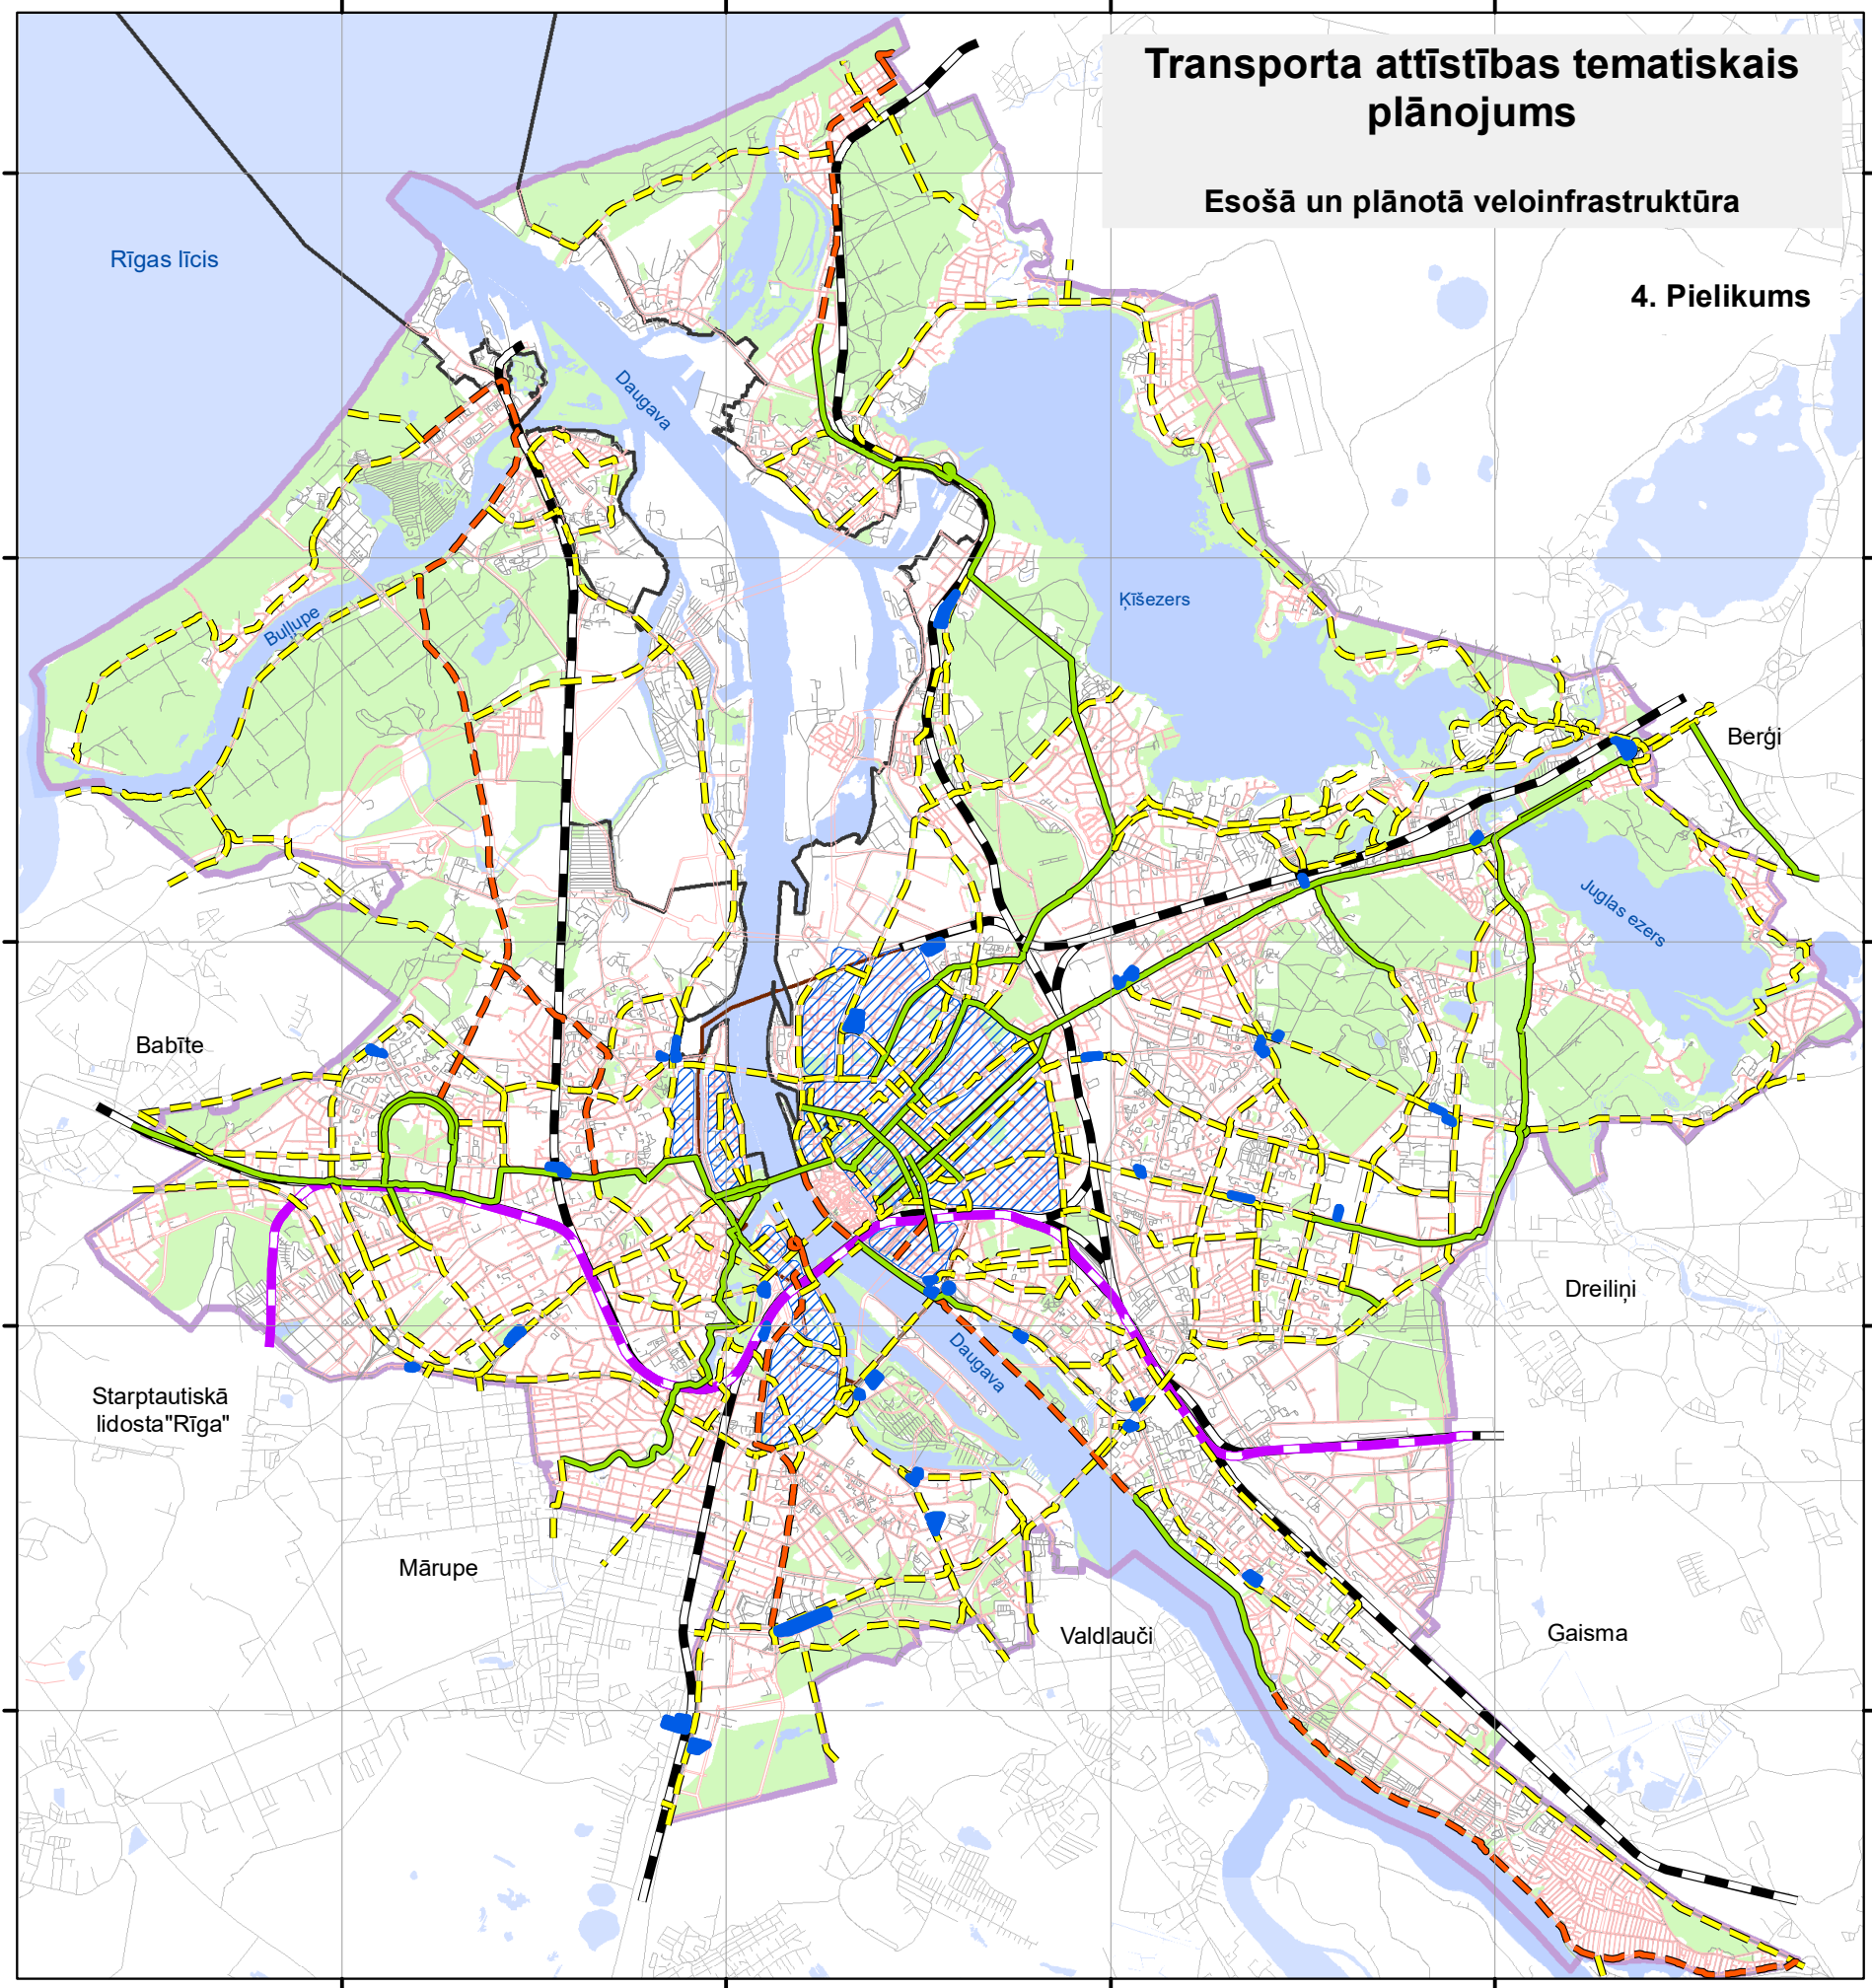 Transporta attīstības tematiskais
plānojums
Esošā un plānotā veloinfrastruktūra
4. Pielikums
Rīgas līcis
Daugava
Ķīšezers
Buļļupe
Berģi
Juglas ezers
Babīte
Dreiliņi
Daugava
Starptautiskā
lidosta"Rīga"
Mārupe
Valdlauči
Gaisma